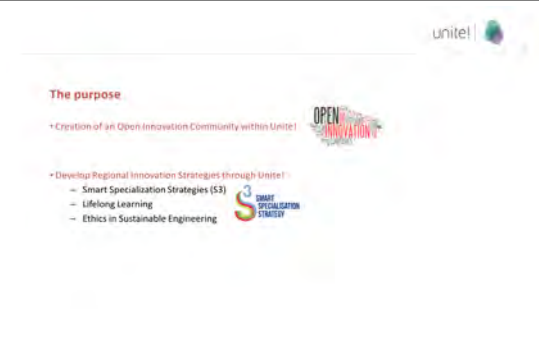 unite!
The purpose
• Creation of an Open Innovation Community within Unite!
OPEN
INNOVATION
• Develop Regional Innovation Strategies through Unite!
– Smart Specialization Strategies (S3)
– Lifelong Learning
– Ethics in Sustainable Engineering
S3 SMART
SPECIALISATION
STRATEGY